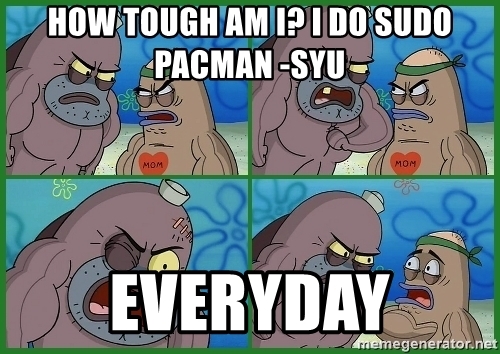 HOW TOUGH AM I? I DO SUDO
PACMAN -SYU
MOM
MOM
EVERYDAY
memegenerator.net